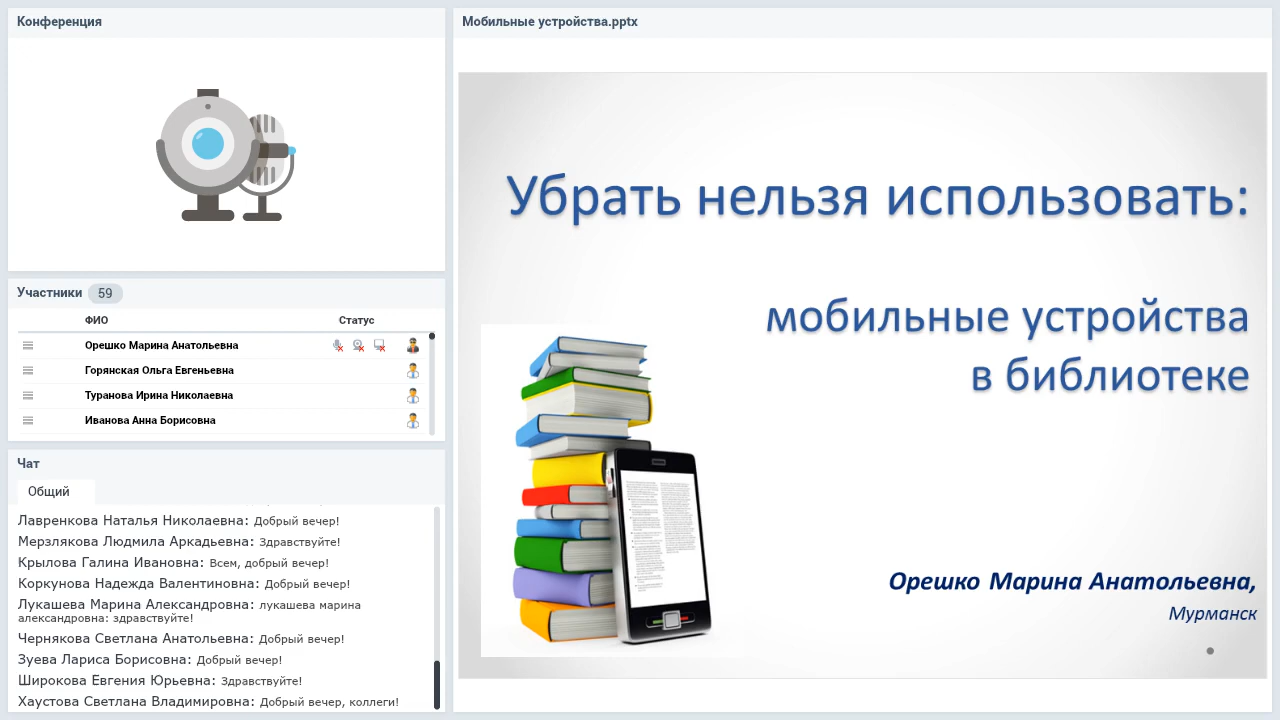 Конференция
Участники 59
ФИО Статус
Орешко Марина Анатольевна
Горянская Ольга Евгеньевна
Туранова Ирина Николаевна
Иванова Анна Борисовна
Чат
Общий
Лавренкова Наталья Николаевна: Добрый вечер!
Мерзлякова Людмила Аркадьевна: Здравствуйте!
Крылова Галина Ивановна: Всем, добрый вечер!
Коркунова Надежда Валантиновна: Добрый вечер!
Лукашева Марина Александровна: лукашева марина
александровна: здравствуйте!
Чернякова Светлана Анатольевна: Добрый вечер!
Зуева Лариса Борисовна: Добрый вечер!
Широкова Евгения Юрьевна: Здравствуйте!
Хаустова Светлана Владимировна: Добрый вечер, коллеги!
Мобильные устройства.pptx
Убрать нельзя использовать:
мобильные устройства
в библиотеке
Орешко Марина Анатольевна,
Мурманск